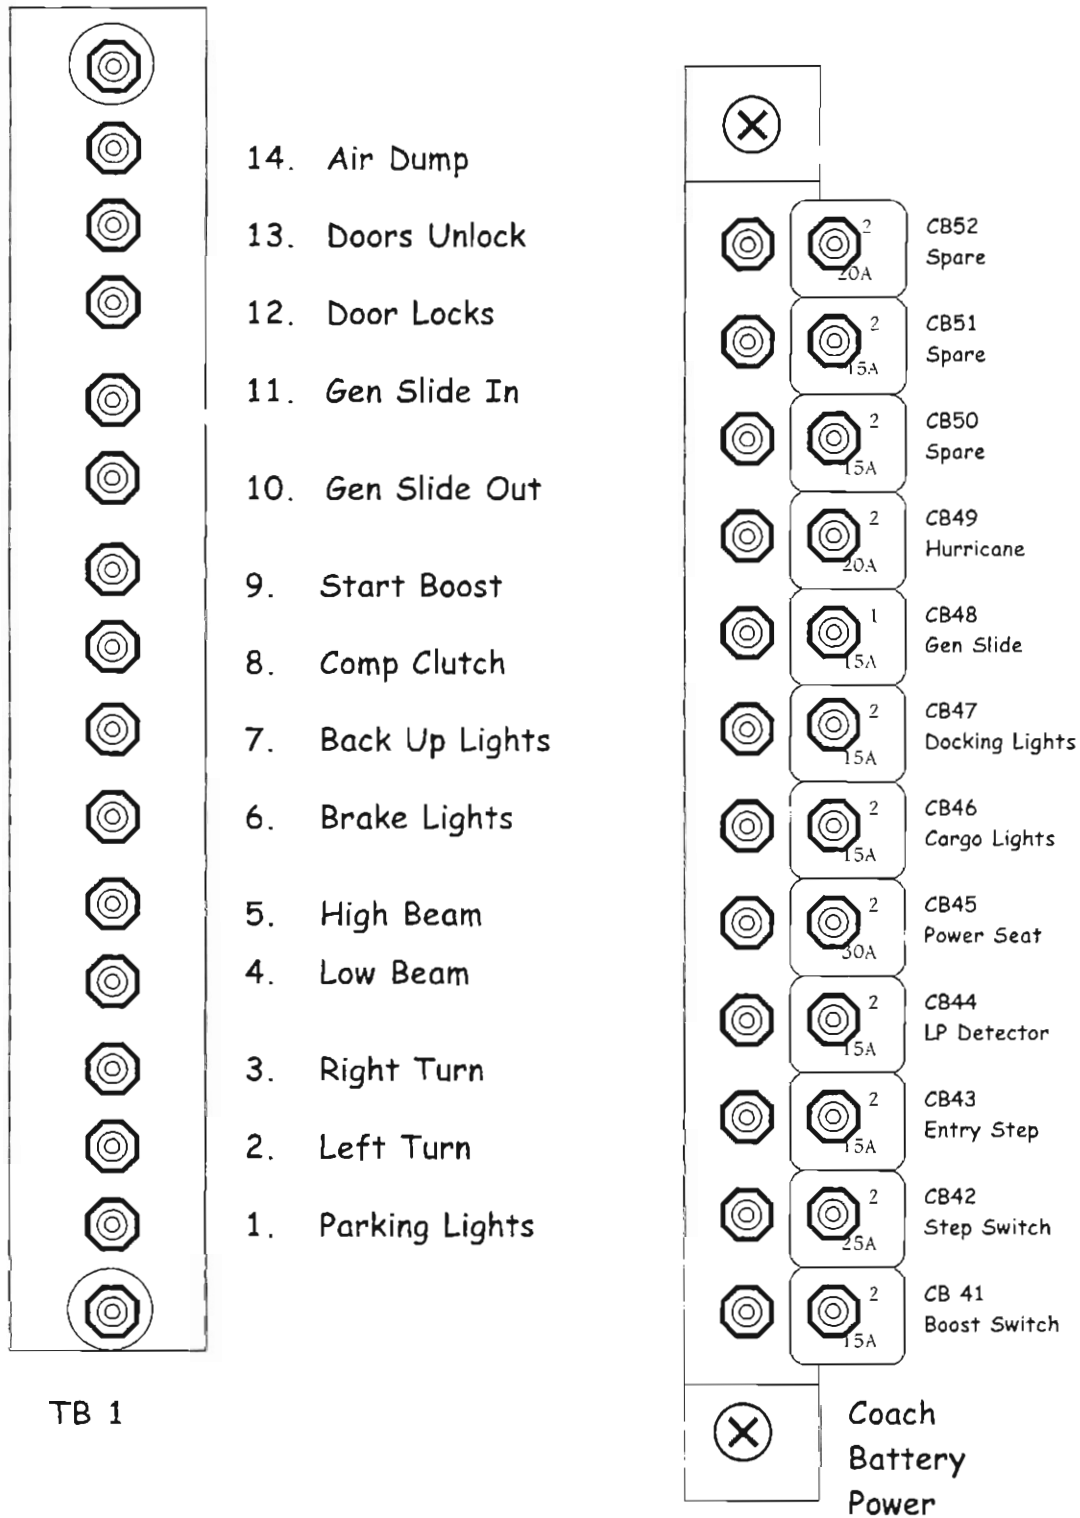 14. Air Dump
13. Doors Unlock
12. Door Locks
11. Gen Slide In
10. Gen Slide Out
9. Start Boost
8. Comp Clutch
7. Back Up Lights
6. Brake Lights
5. High Beam
4. Low Beam
3. Right Turn
2. Left Turn
1. Parking Lights
TB 1
2
20A
CB52
Spare
2
15A
CB51
Spare
2
15A
CB50
Spare
2
20A
CB49
Hurricane
1
15A
CB48
Gen Slide
2
15A
CB47
Docking Lights
2
15A
CB46
Cargo Lights
2
30A
CB45
Power Seat
2
15A
CB44
LP Detector
2
15A
CB43
Entry Step
2
25A
CB42
Step Switch
2
15A
CB 41
Boost Switch
Coach
Battery
Power